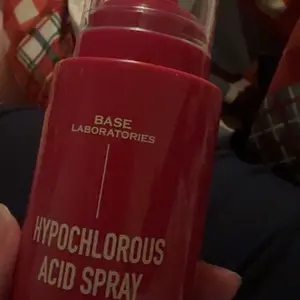 BASE
LABORATORIES
HYPOCHLOROUS
ACID SPRAY